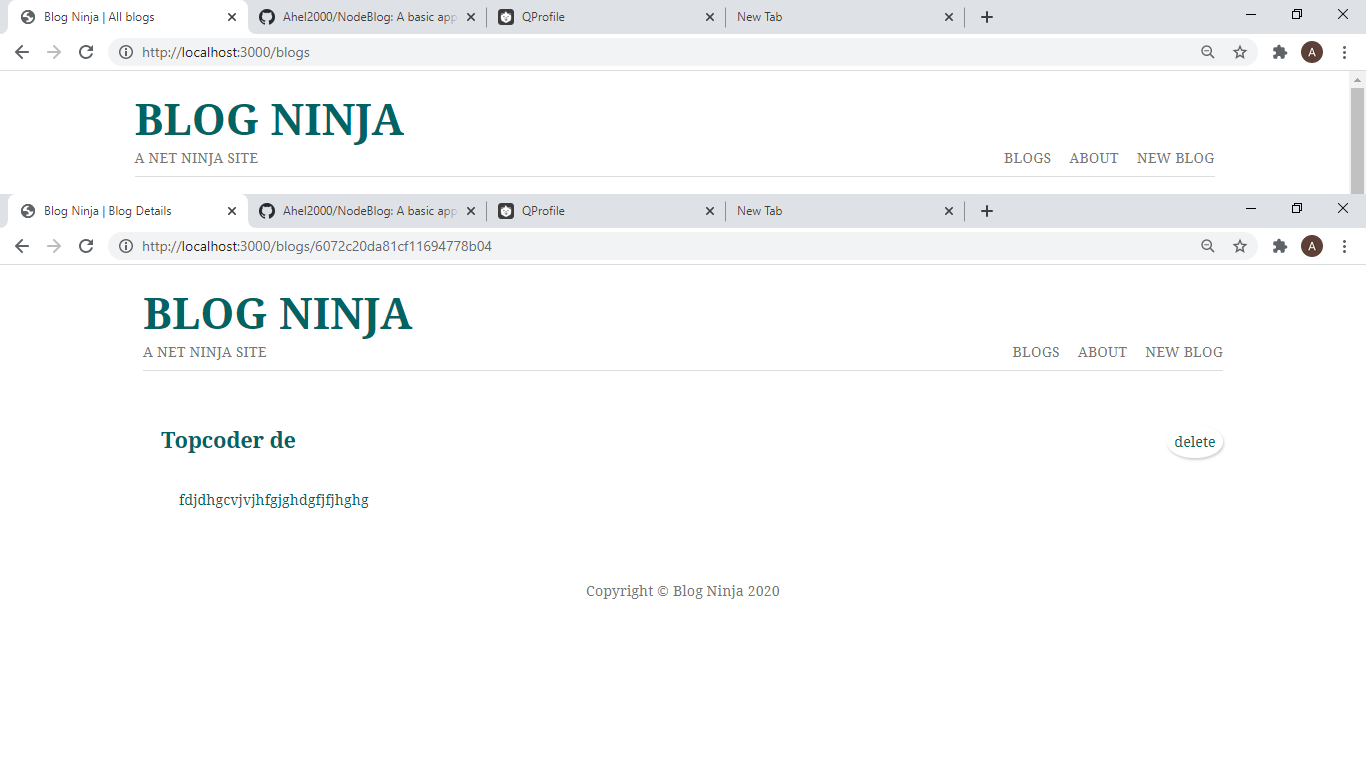 Blog Ninja | All blogs
Ahel2000/NodeBlog: A basic app
QProfile
New Tab
http://localhost:3000/blogs
A
BLOG NINJA
A NET NINJA SITE
BLOGS ABOUT NEW BLOG
Blog Ninja | Blog Details
Ahel2000/NodeBlog: A basic app
QProfile
New Tab
http://localhost:3000/blogs/6072c20da81cf11694778b04
A
BLOG NINJA
A NET NINJA SITE
BLOGS ABOUT NEW BLOG
Topcoder de
delete
fdjdhgcvjvjhfgjghdgfjfjhghg
Copyright © Blog Ninja 2020